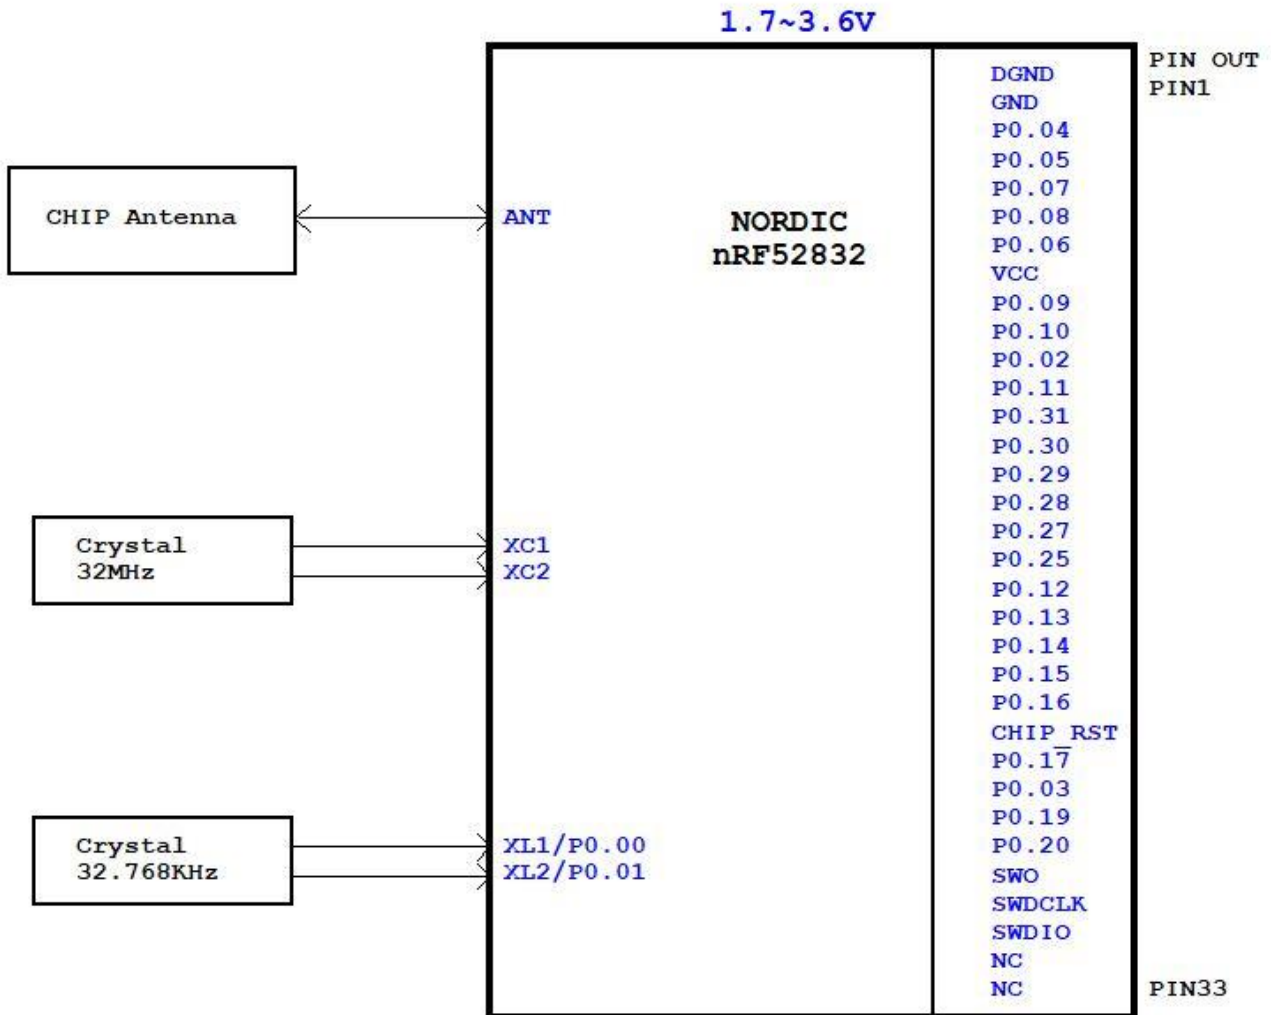 1.7~3.6V
PIN OUT
PIN1
CHIP Antenna
ANT
NORDIC
nRF52832
Crystal
32MHz
XC1
XC2
Crystal
32.768KHz
XL1/P0.00
XL2/P0.01
DGND
GND
P0.04
P0.05
P0.07
P0.08
P0.06
VCC
P0.09
P0.10
P0.02
P0.11
P0.31
P0.30
P0.29
P0.28
P0.27
P0.25
P0.12
P0.13
P0.14
P0.15
P0.16
CHIP_RST
P0.17
P0.03
P0.19
P0.20
SWO
SWDCLK
SWDIO
NC
NC
PIN33